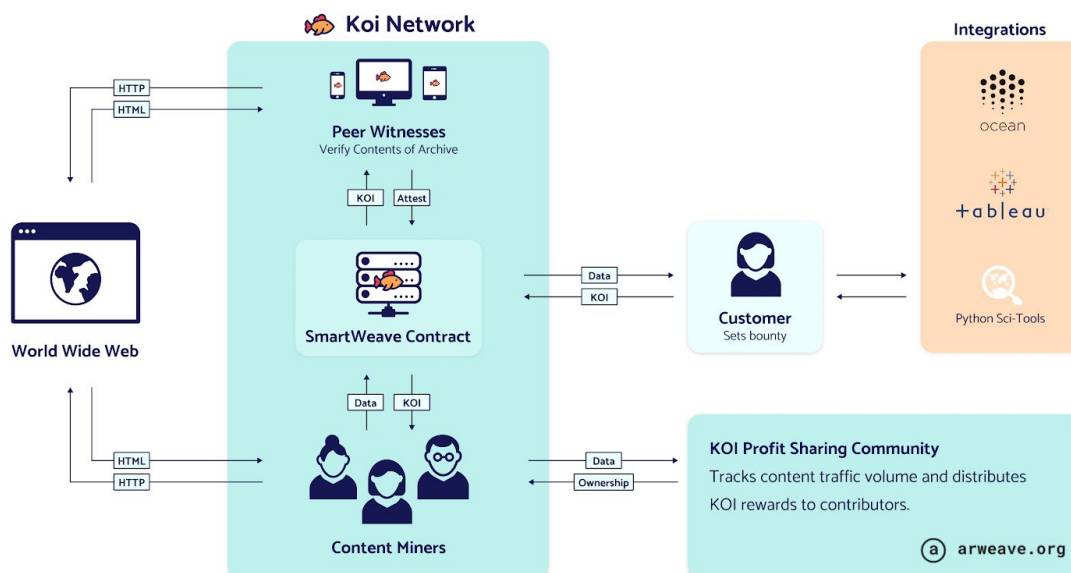 Koi Network
Integrations
HTTP
HTML
Peer Witnesses
Verify Contents of Archive
ocean
KOI
Attest
tableau
Data
KOI
SmartWeave Contract
Customer
Sets bounty
Python Sci-Tools
World Wide Web
Data
KOI
HTML
HTTP
Data
Ownership
KOI Profit Sharing Community
Tracks content traffic volume and distributes
KOI rewards to contributors.
Content Miners
a arweave.org